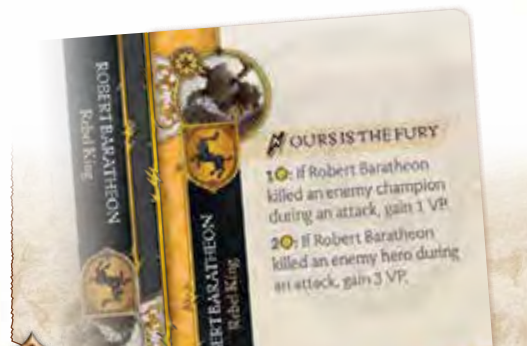 ROBERT BARATHEON
Rebel King
ERT BARATHEON
Rebel King
OURS IS THE FURY
1: If Robert Baratheon
killed an enemy champion
during an attack, gain 1 VP.
2: If Robert Baratheon
killed an enemy hero during
an attack, gain 3 VP.